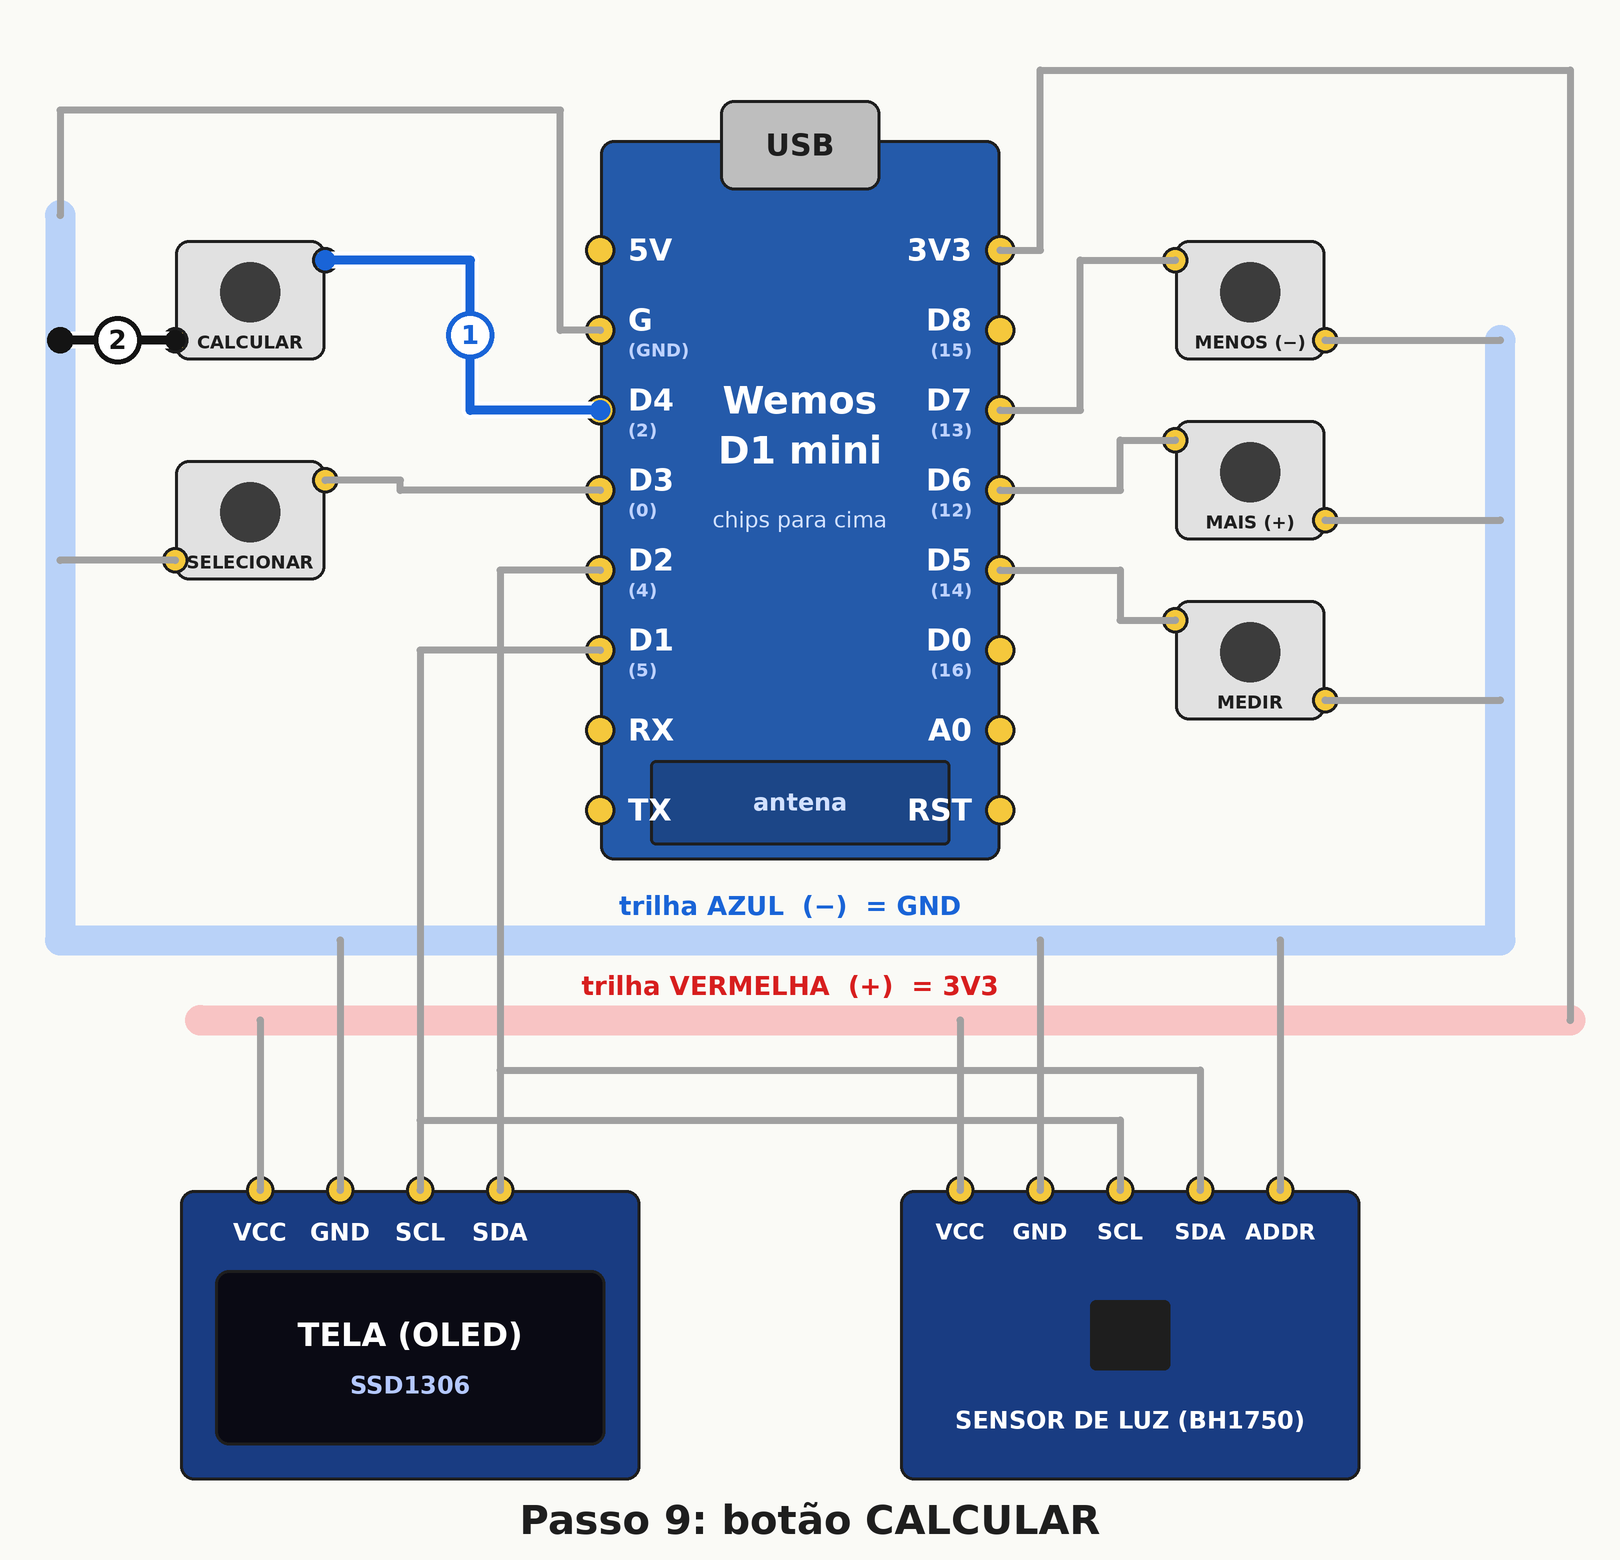 USB
5V
3V3
G
(GND)
D8
(15)
D4
(2)
D7
(13)
D3
(0)
D6
(12)
D2
(4)
D5
(14)
D1
(5)
D0
(16)
RX
A0
TX
RST
Wemos
D1 mini
chips para cima
antena
CALCULAR
SELECIONAR
MENOS (−)
MAIS (+)
MEDIR
1
2
trilha AZUL (−) = GND
trilha VERMELHA (+) = 3V3
VCC GND SCL SDA
TELA (OLED)
SSD1306
VCC GND SCL SDA ADDR
SENSOR DE LUZ (BH1750)
Passo 9: botão CALCULAR